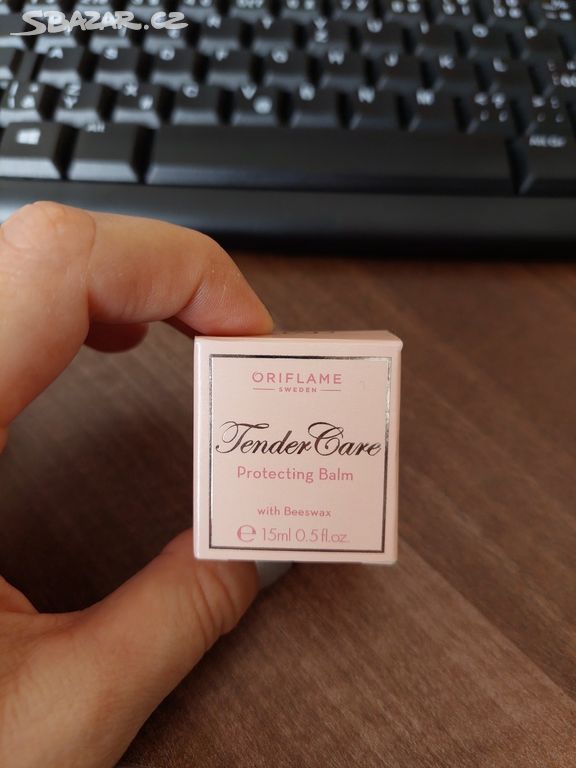 SBAZAR.CZ
ORIFLAME
SWEDEN
Tender Care
Protecting Balm
with Beeswax
℮ 15ml 0.5 fl.oz.